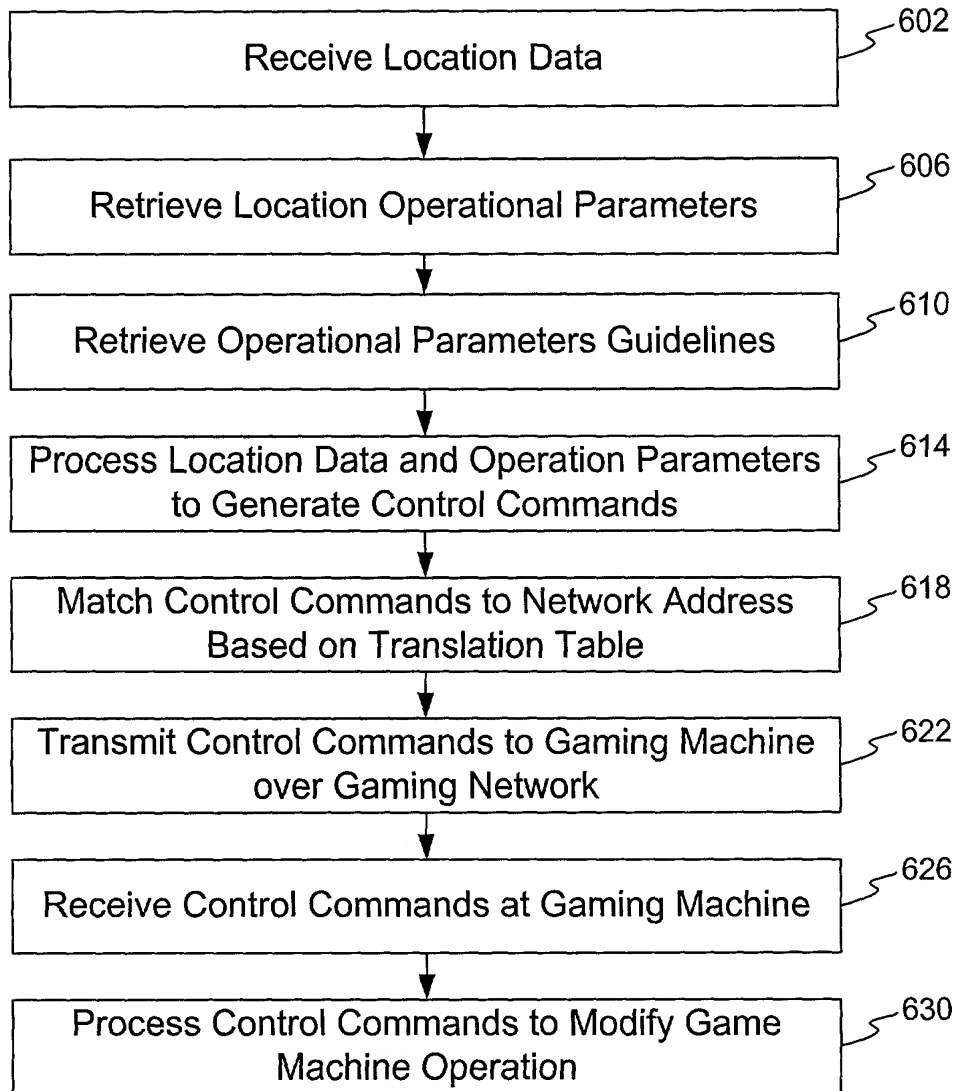 Receive Location Data
602
Retrieve Location Operational Parameters
606
Retrieve Operational Parameters Guidelines
610
Process Location Data and Operation Parameters
to Generate Control Commands
614
Match Control Commands to Network Address
Based on Translation Table
618
Transmit Control Commands to Gaming Machine
over Gaming Network
622
Receive Control Commands at Gaming Machine
626
Process Control Commands to Modify Game
Machine Operation
630